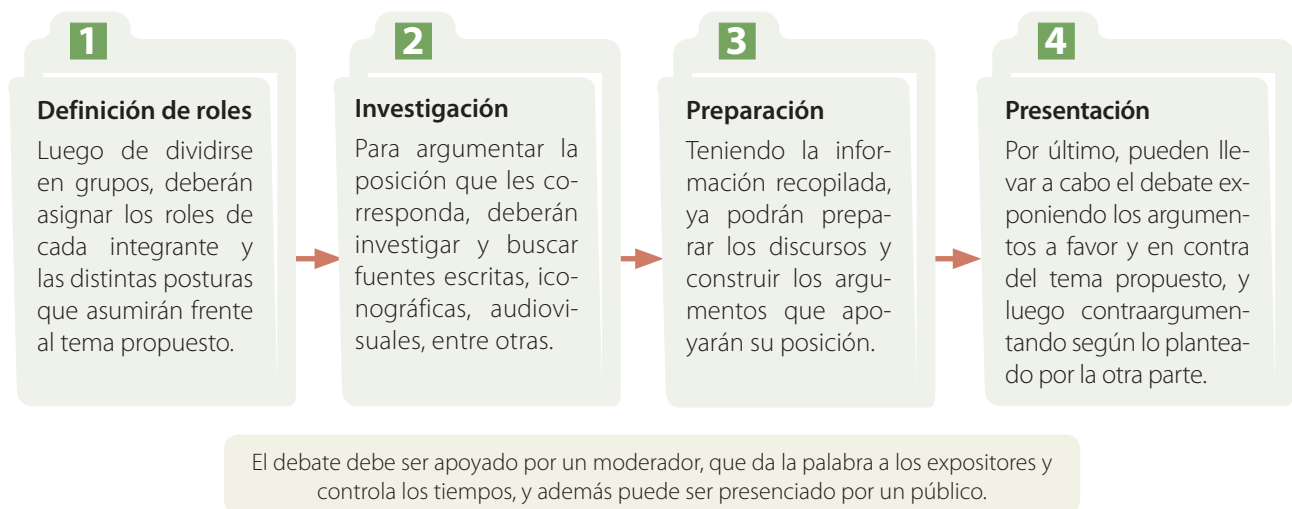 1
Definición de roles
Luego de dividirse
en grupos, deberán
asignar los roles de
cada integrante y
las distintas posturas
que asumirán frente
al tema propuesto.
2
Investigación
Para argumentar la
posición que les co-
rresponda, deberán
investigar y buscar
fuentes escritas, ico-
nográficas, audiovi-
suales, entre otras.
3
Preparación
Teniendo la infor-
mación recopilada,
ya podrán prepa-
rar los discursos y
construir los argu-
mentos que apo-
yarán su posición.
4
Presentación
Por último, pueden lle-
var a cabo el debate ex-
poniendo los argumen-
tos a favor y en contra
del tema propuesto, y
luego contraargumen-
tando según lo plantea-
do por la otra parte.
El debate debe ser apoyado por un moderador, que da la palabra a los expositores y
controla los tiempos, y además puede ser presenciado por un público.